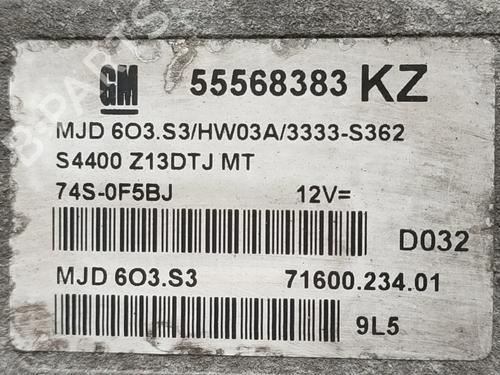 GM 55568383 KZ
MJD 6O3.S3/HW03A/3333-S362
S4400 Z13DTJ MT
74S-0F5BJ 12V=
D032
MJD 6O3.S3 71600.234.01
9L5
B-PARTS